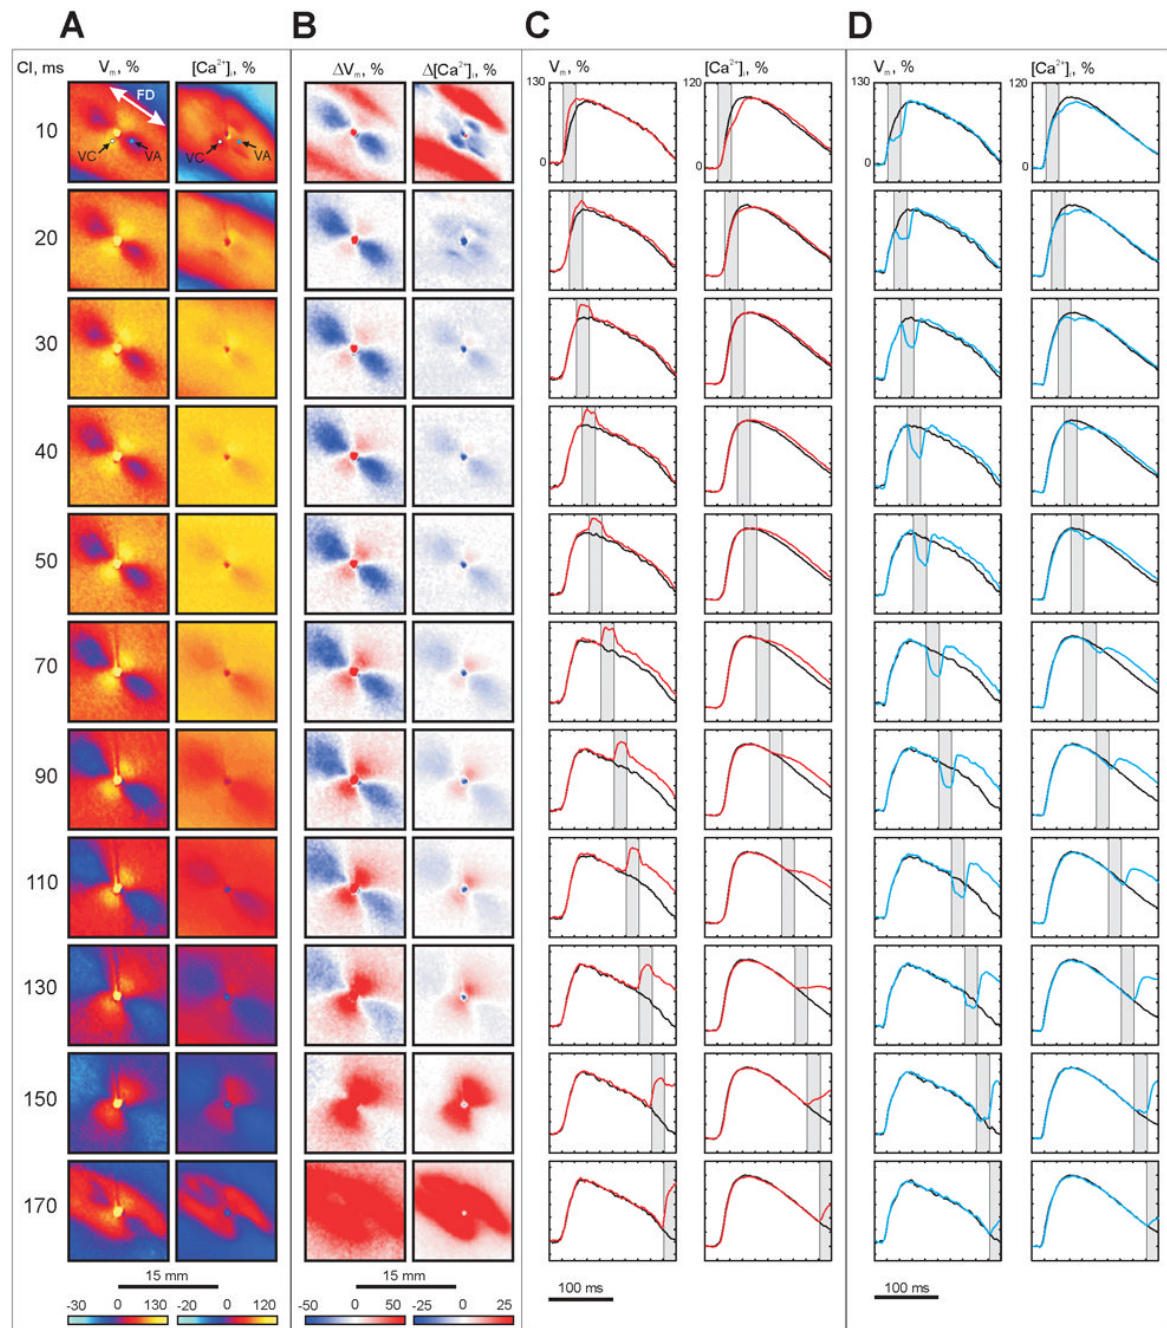 A B C D
CI, ms Vm, % [Ca2+]i, % ΔVm, % Δ[Ca2+]i, % Vm, % [Ca2+]i, % Vm, % [Ca2+]i, %
130 120 130 120
FD
10
VC VA VC VA
0 0 0 0
20
30
40
50
70
90
110
130
150
170
15 mm 15 mm 100 ms 100 ms
-30 0 130 -20 0 120 -50 0 50 -25 0 25